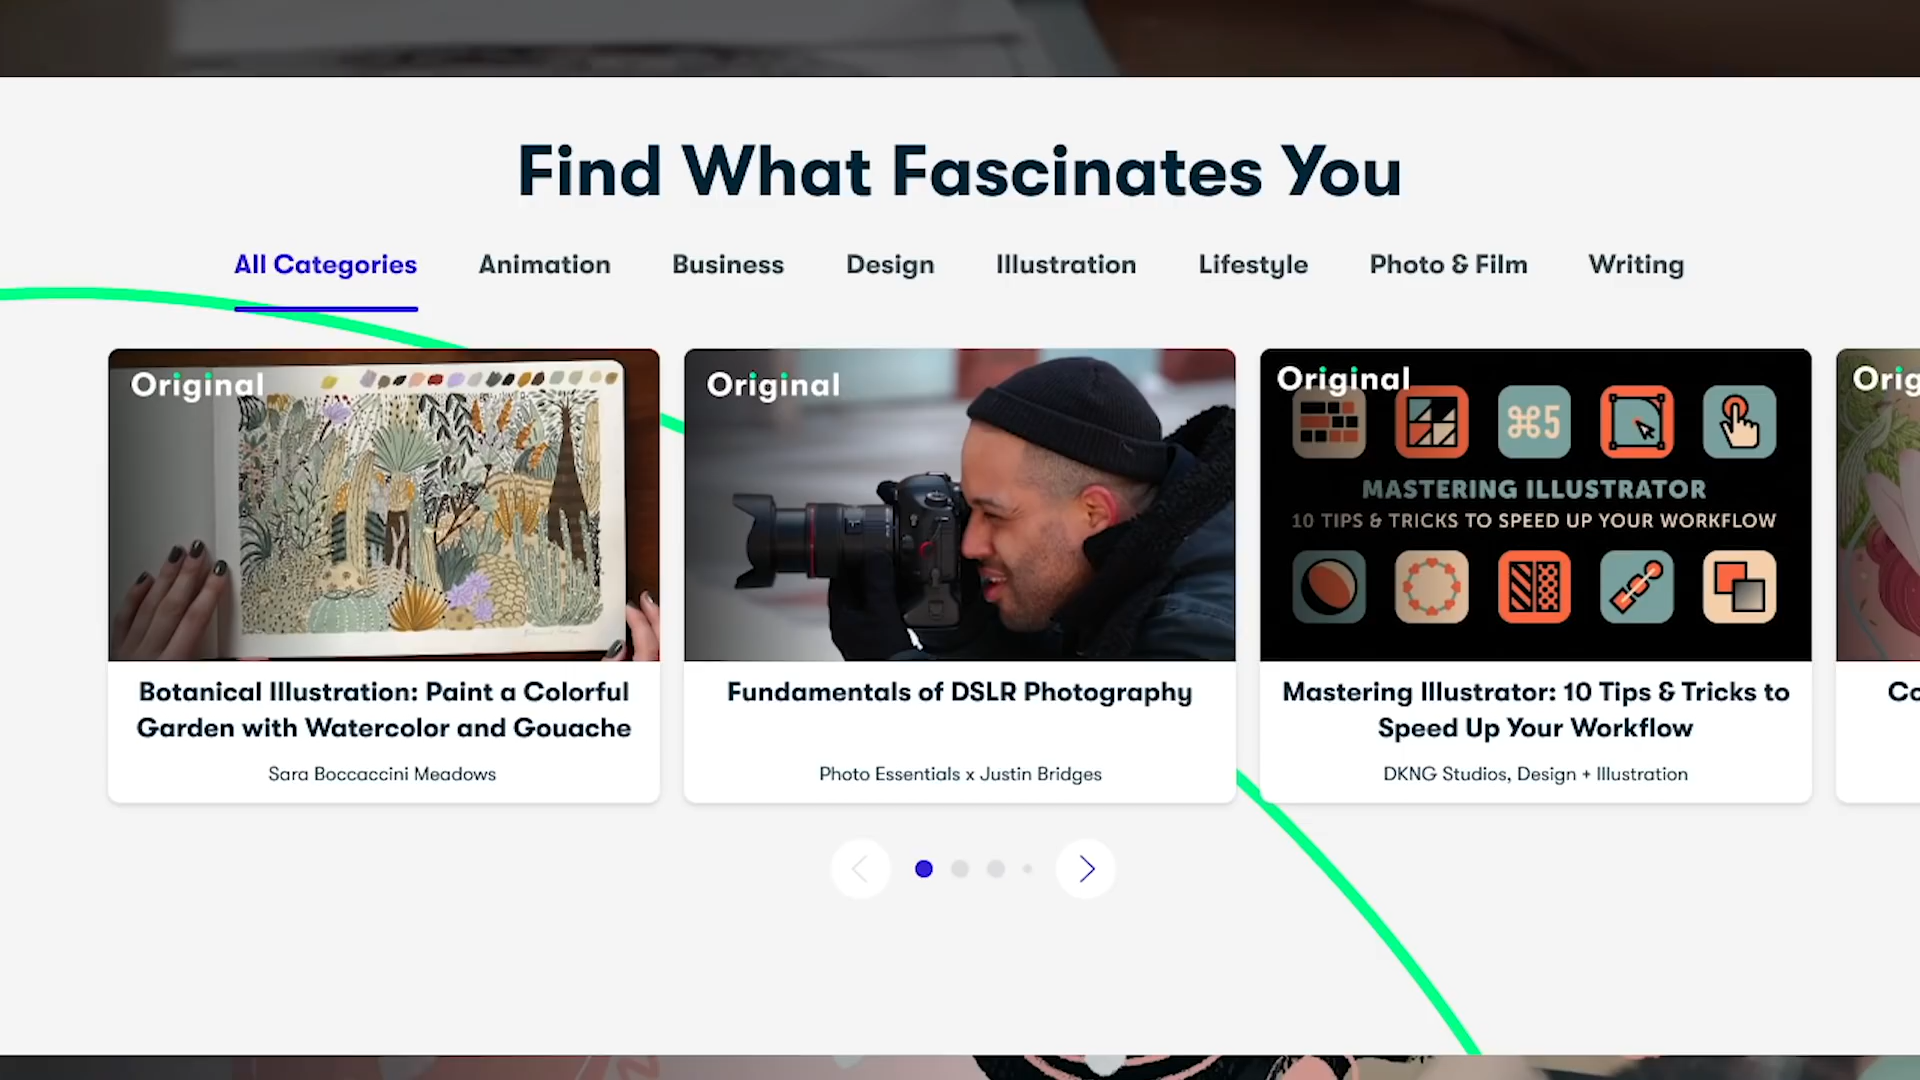 Find What Fascinates You
All Categories Animation Business Design Illustration Lifestyle Photo & Film Writing
Original
Botanical Illustration: Paint a Colorful
Garden with Watercolor and Gouache
Sara Boccaccini Meadows
Original
Fundamentals of DSLR Photography
Photo Essentials x Justin Bridges
Original
⌘5
MASTERING ILLUSTRATOR
10 TIPS & TRICKS TO SPEED UP YOUR WORKFLOW
Mastering Illustrator: 10 Tips & Tricks to
Speed Up Your Workflow
DKNG Studios, Design + Illustration
Orig
Co